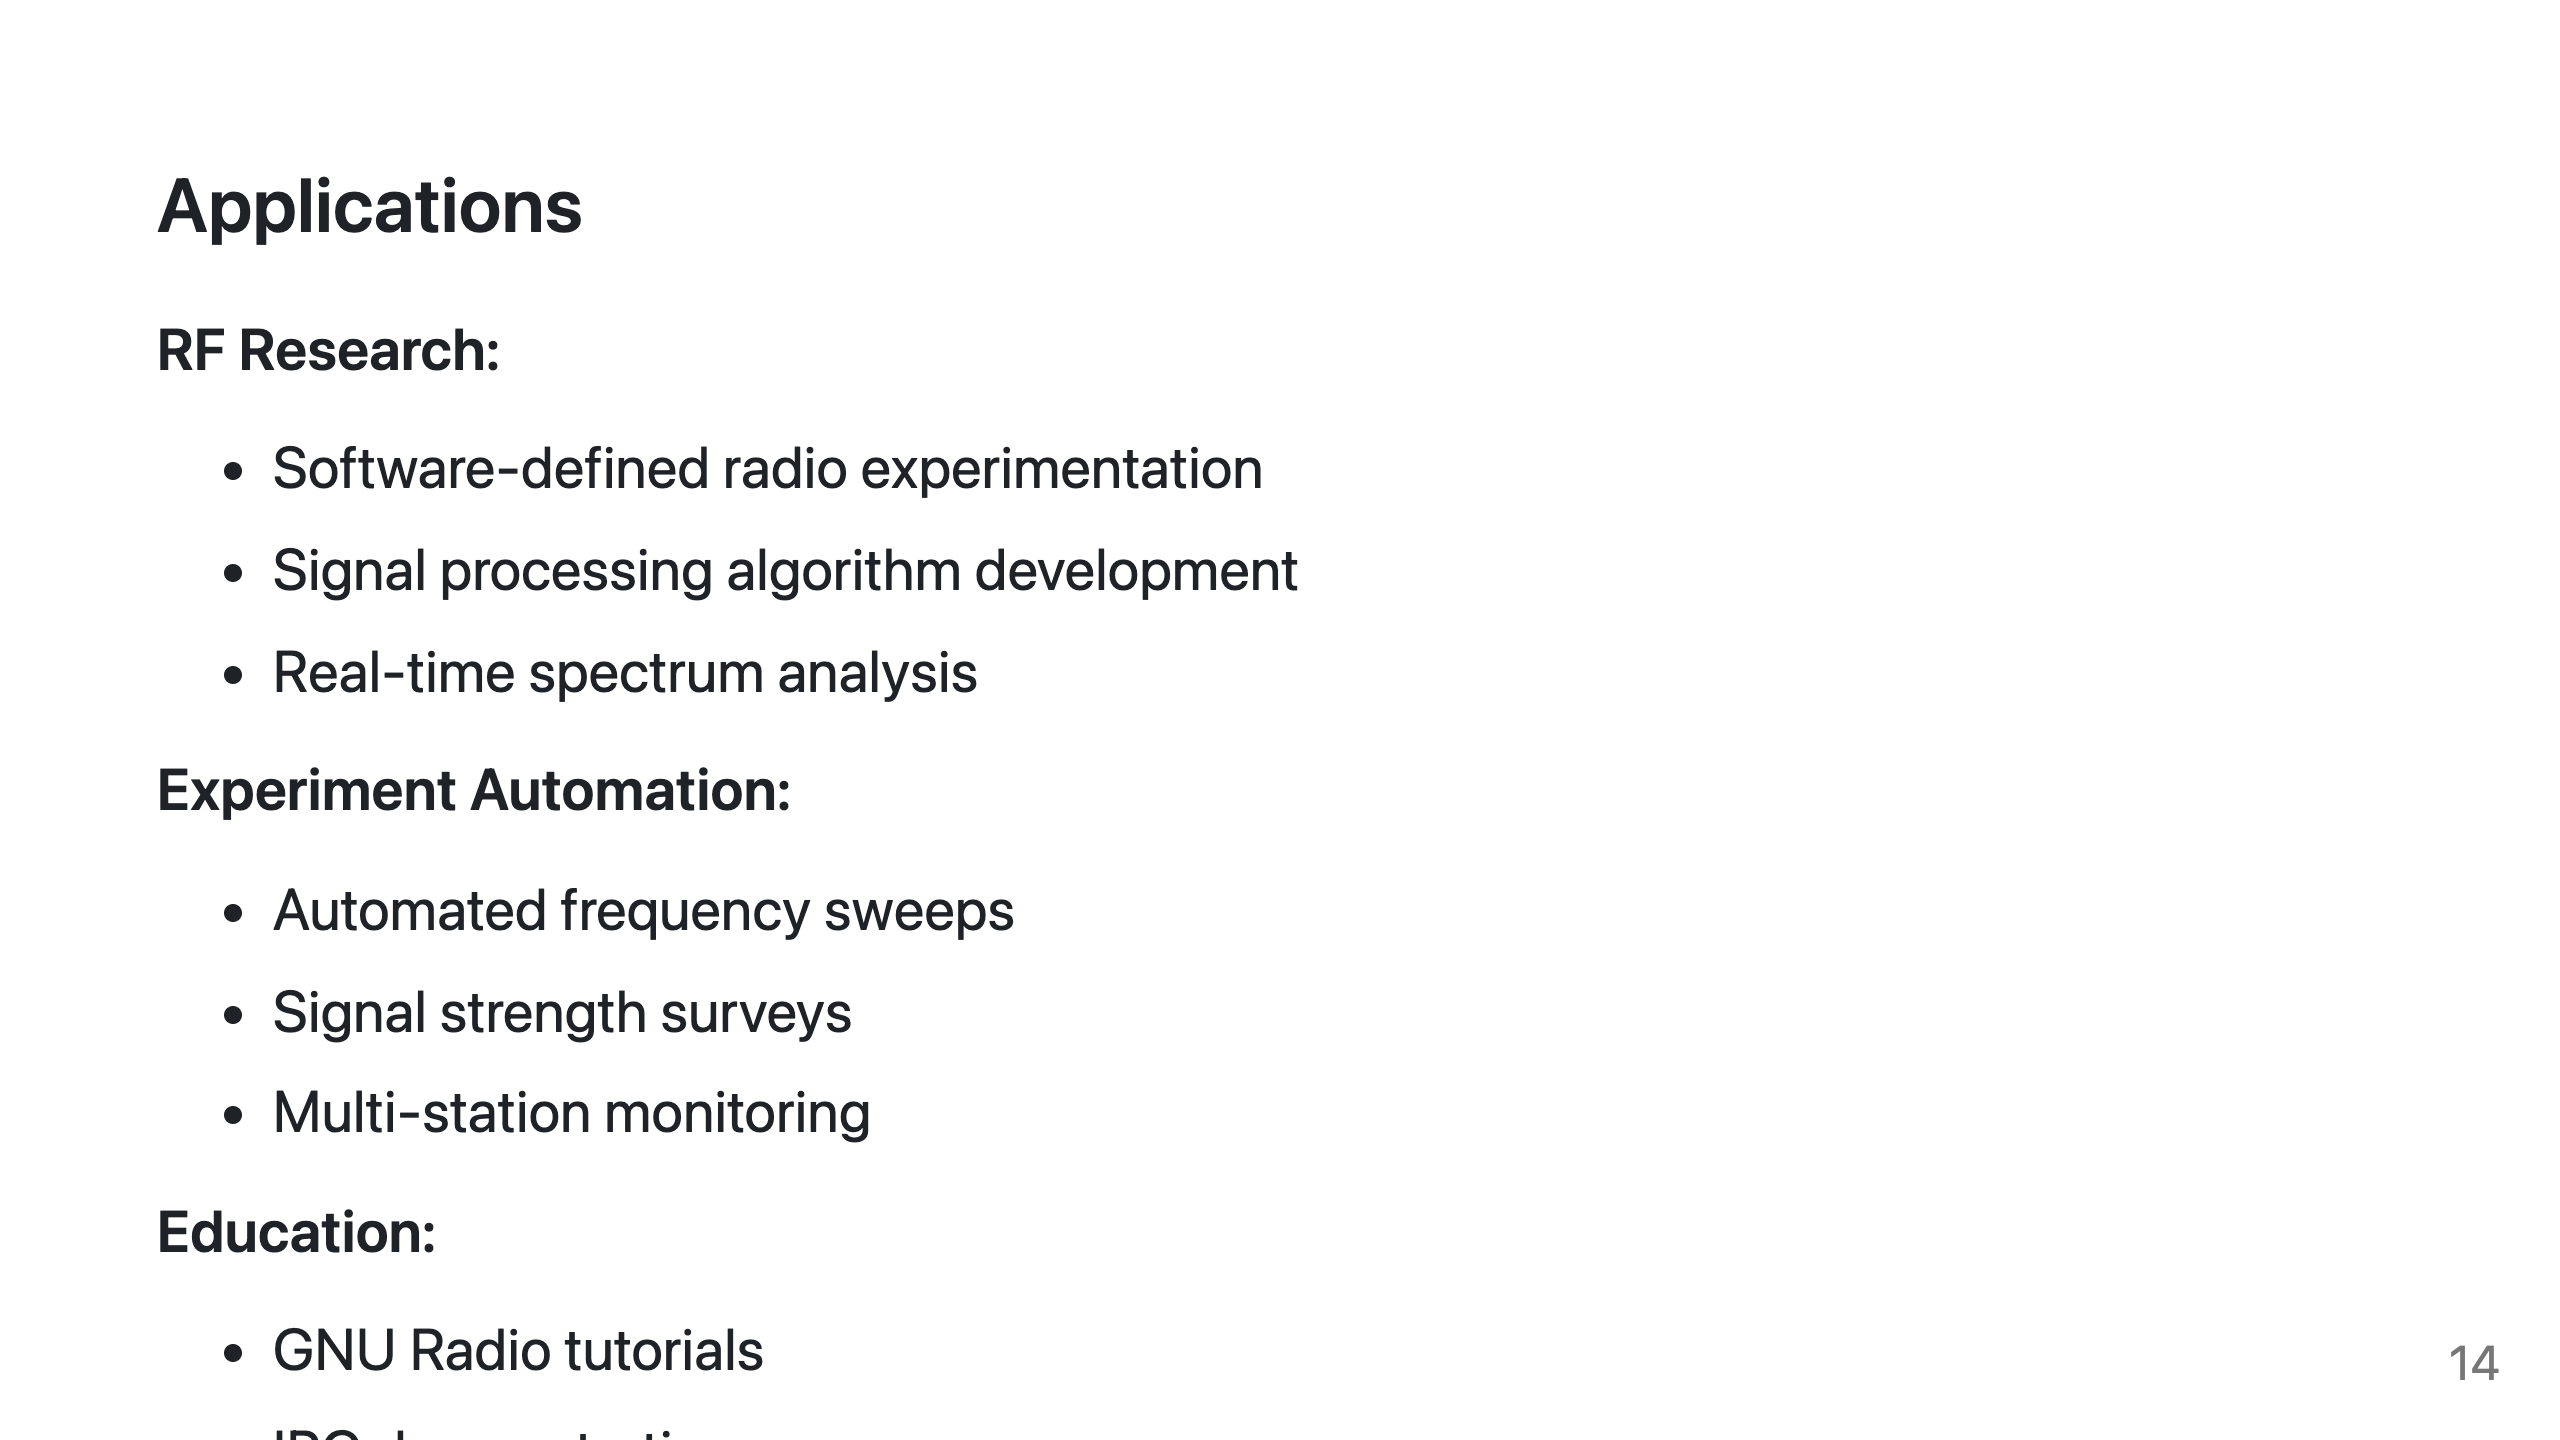 Applications
RF Research:
• Software-defined radio experimentation
• Signal processing algorithm development
• Real-time spectrum analysis
Experiment Automation:
• Automated frequency sweeps
• Signal strength surveys
• Multi-station monitoring
Education:
• GNU Radio tutorials
14